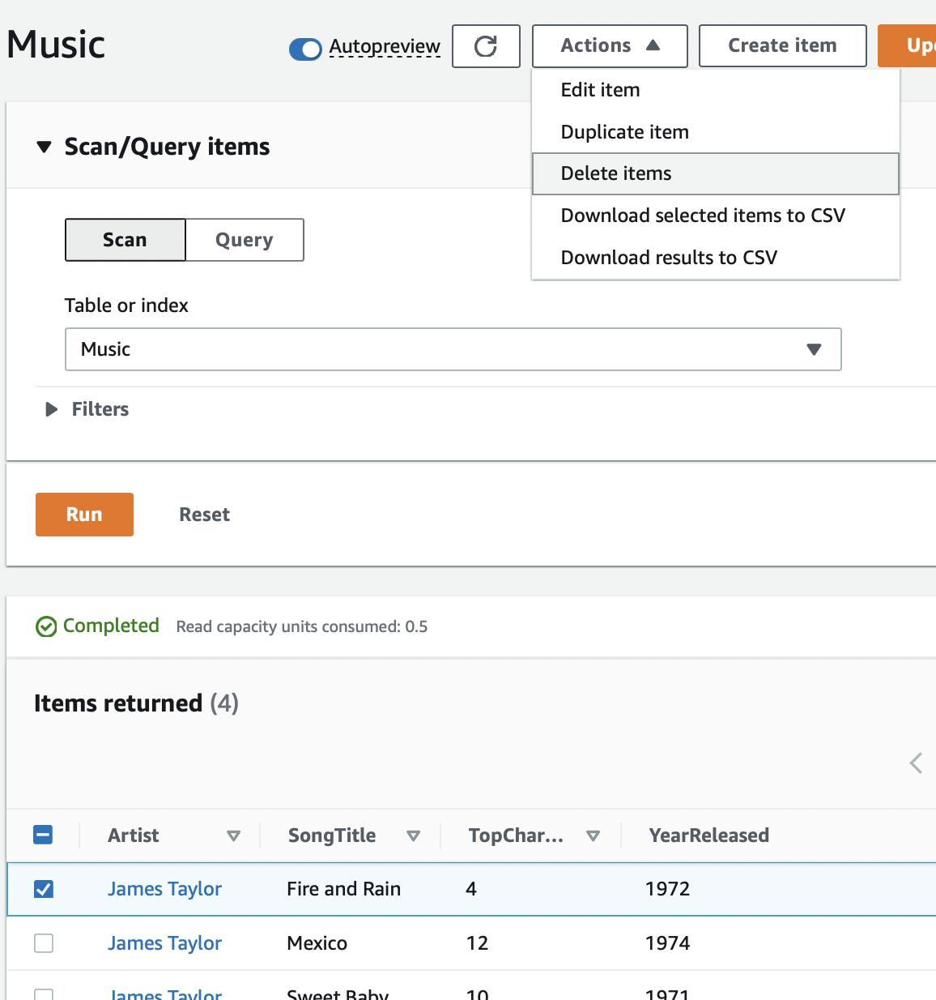 Music
Autopreview
Actions
Create item
Edit item
Duplicate item
Delete items
Download selected items to CSV
Download results to CSV
Scan/Query items
Scan Query
Table or index
Music
Filters
Run Reset
Completed Read capacity units consumed: 0.5
Items returned (4)
Artist SongTitle TopChar... YearReleased
James Taylor Fire and Rain 4 1972
James Taylor Mexico 12 1974
James Taylor Sweet Baby 10 1971